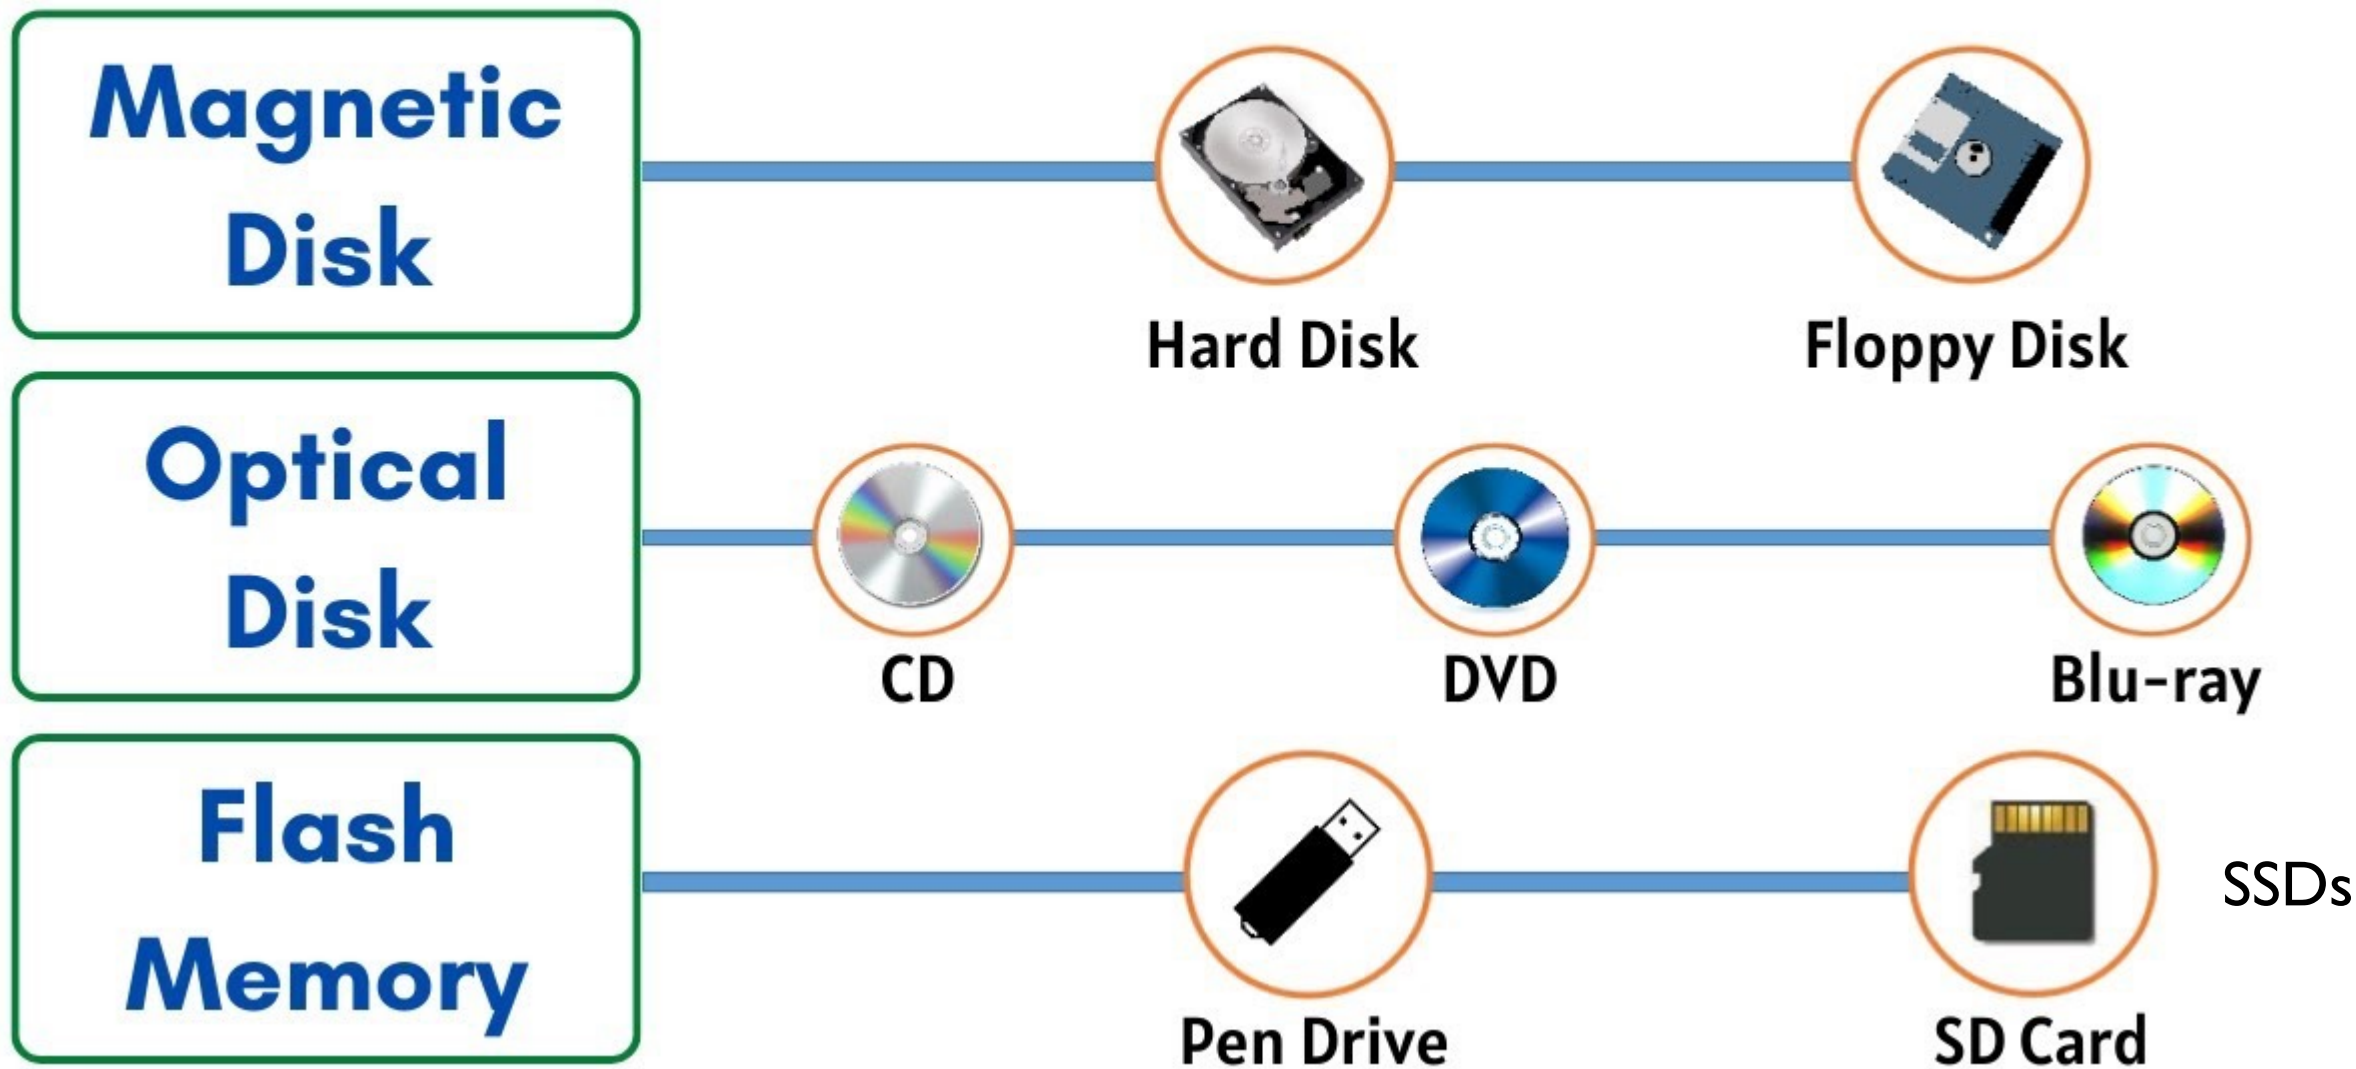 Magnetic
Disk
Hard Disk
Floppy Disk
Optical
Disk
CD
DVD
Blu-ray
Flash
Memory
Pen Drive
SD Card
SSDs